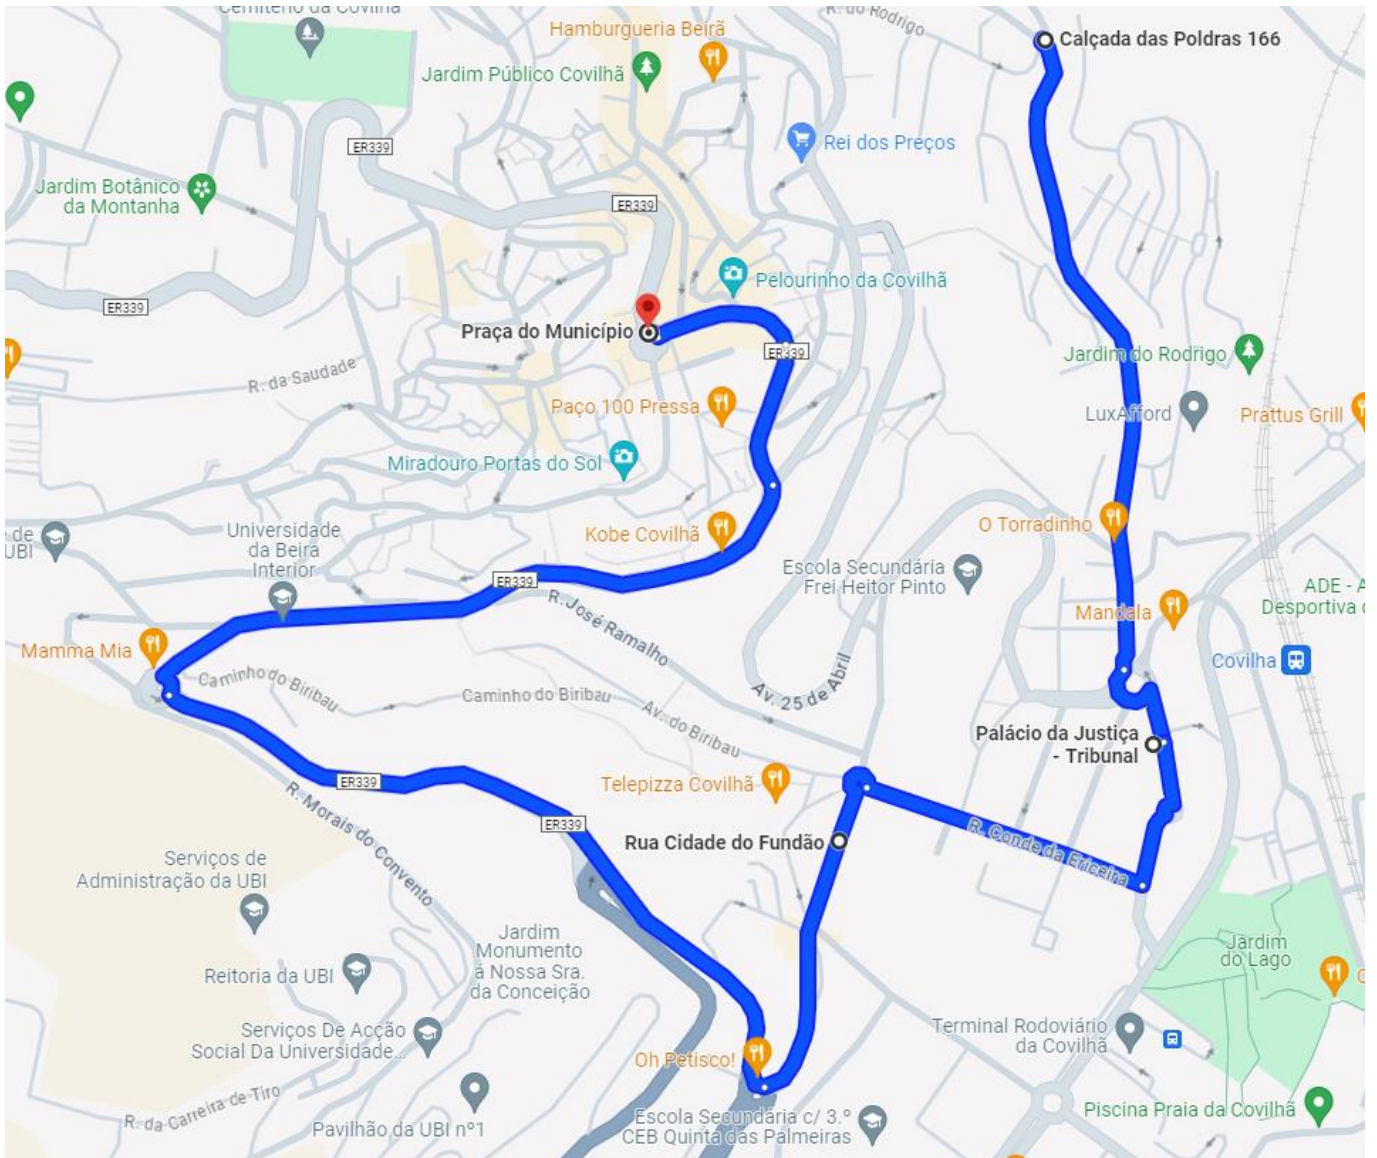 Cemitério da Covilhã
R. do Rodrigo
Hamburgueria Beirã
Calçada das Poldras 166
Jardim Público Covilhã
Rei dos Preços
ER339
Jardim Botânico
da Montanha
ER339
Pelourinho da Covilhã
ER339
Praça do Município
ER339
Jardim do Rodrigo
R. da Saudade
Paço 100 Pressa
LuxAfford
Prattus Grill
Miradouro Portas do Sol
O Torradinho
Universidade
da Beira
Interior
Kobe Covilhã
de
UBI
Escola Secundária
Frei Heitor Pinto
ER339
ADE - A
Desportiva
R. José Ramalho
Mandala
Mamma Mia
Covilha
Caminho do Biribau
Caminho do Biribau
Av. 25 de Abril
Av. do Biribau
Palácio da Justiça
- Tribunal
ER339
Telepizza Covilhã
R. Morais do Convento
ER339
Rua Cidade do Fundão
R. Conde da Ericeira
Serviços de
Administração da UBI
Jardim
Monumento
á Nossa Sra.
da Conceição
Jardim
do Lago
Reitoria da UBI
Serviços De Acção
Social Da Universidade...
Terminal Rodoviário
da Covilhã
Oh Petisco!
R. da Carreira de Tiro
Pavilhão da UBI nº1
Escola Secundária c/ 3.º
CEB Quinta das Palmeiras
Piscina Praia da Covilhã